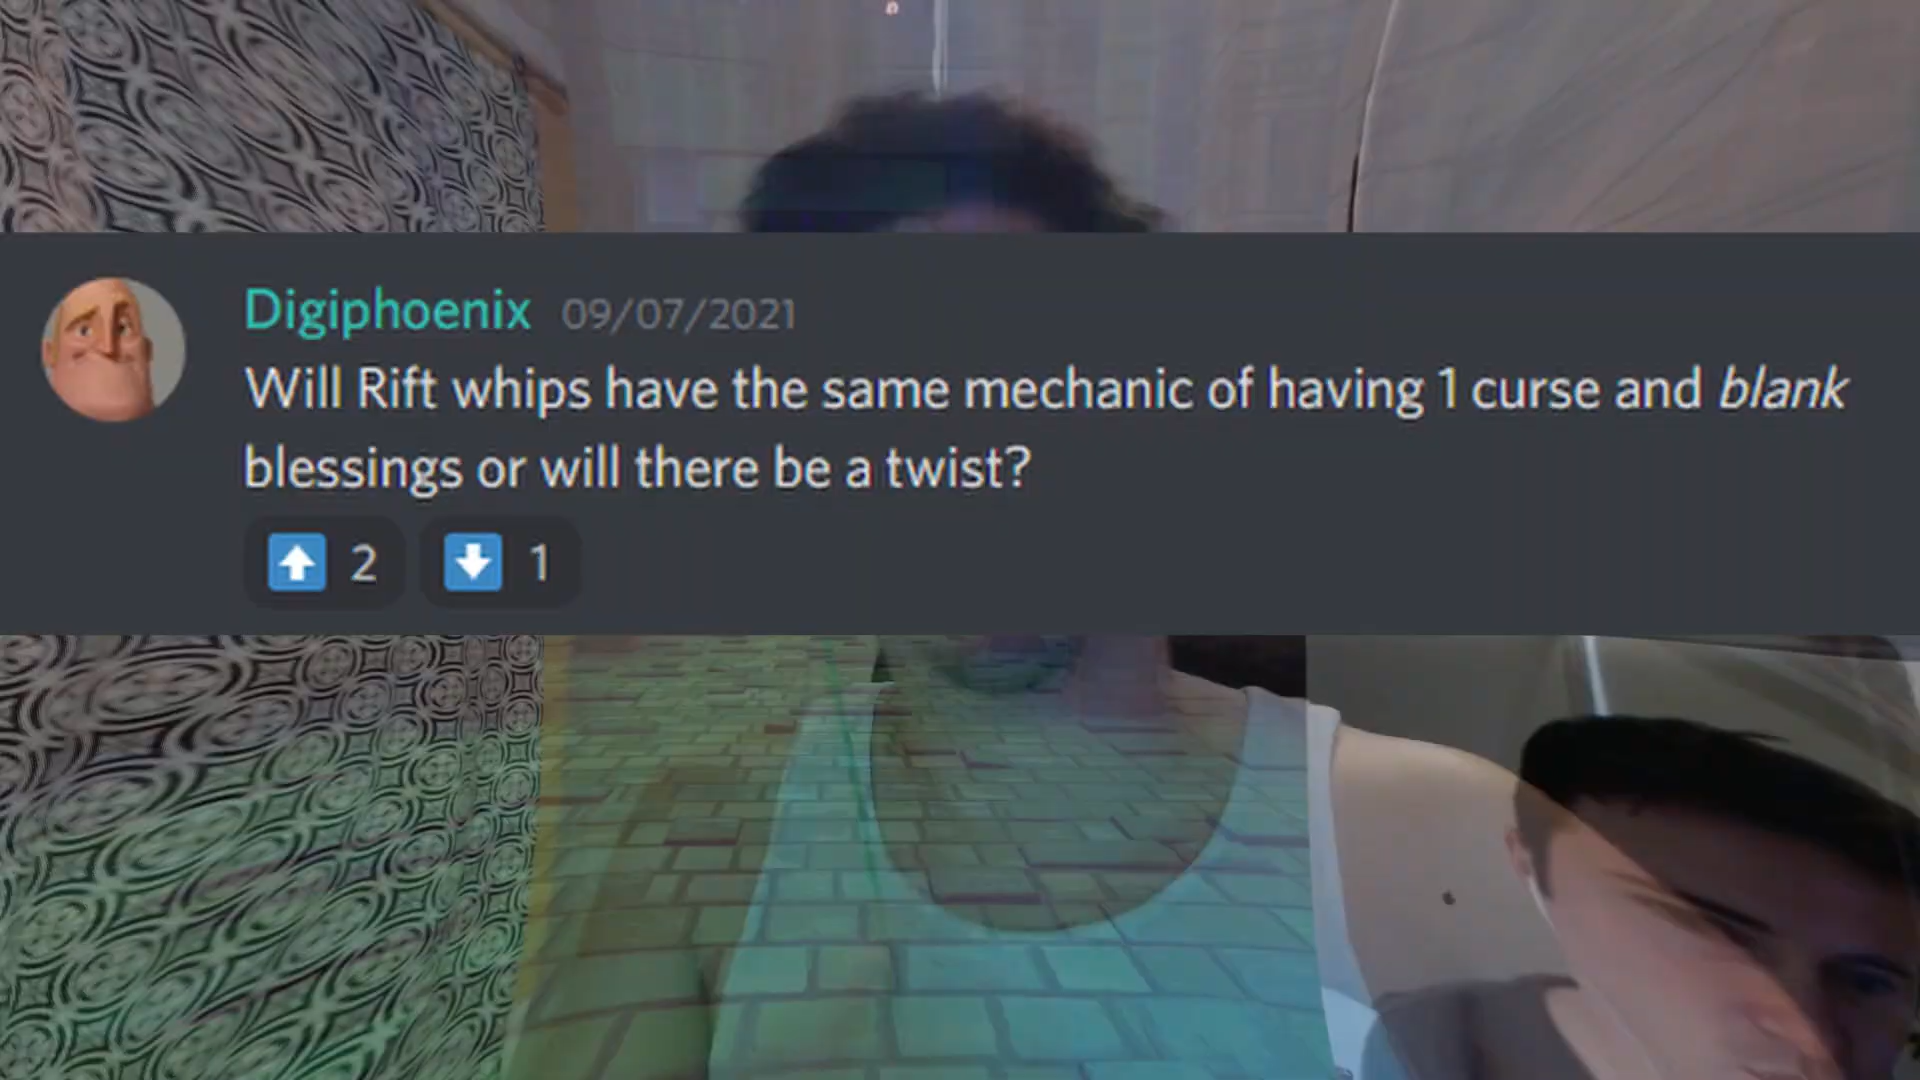 Digiphoenix 09/07/2021
Will Rift whips have the same mechanic of having 1 curse and blank
blessings or will there be a twist?
2 1